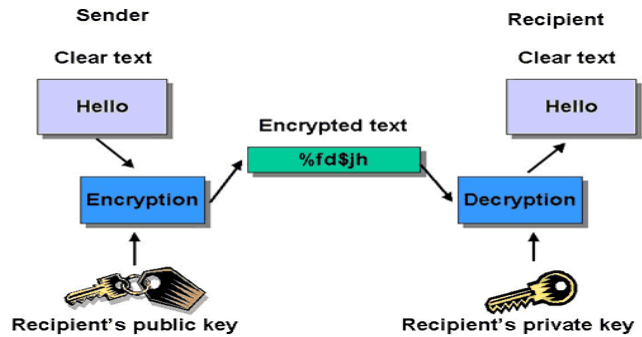 Sender
Recipient
Clear text
Clear text
Hello
Hello
Encrypted text
%fd$jh
Encryption
Decryption
Recipient's public key
Recipient's private key